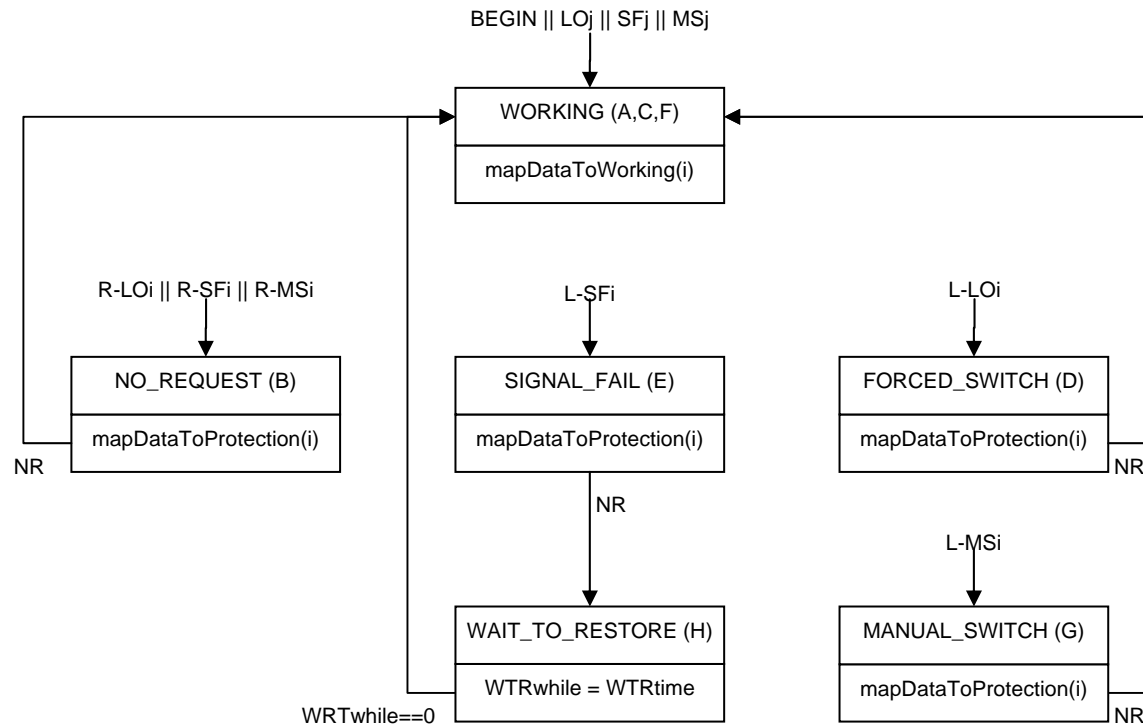 BEGIN || LOj || SFj || MSj
WORKING (A,C,F)
mapDataToWorking(i)
R-LOi || R-SFi || R-MSi
L-SFi
L-LOi
NO_REQUEST (B)
SIGNAL_FAIL (E)
FORCED_SWITCH (D)
mapDataToProtection(i)
mapDataToProtection(i)
mapDataToProtection(i)
NR
NR
NR
L-MSi
WAIT_TO_RESTORE (H)
MANUAL_SWITCH (G)
WTRwhile = WTRtime
mapDataToProtection(i)
WRTwhile==0
NR